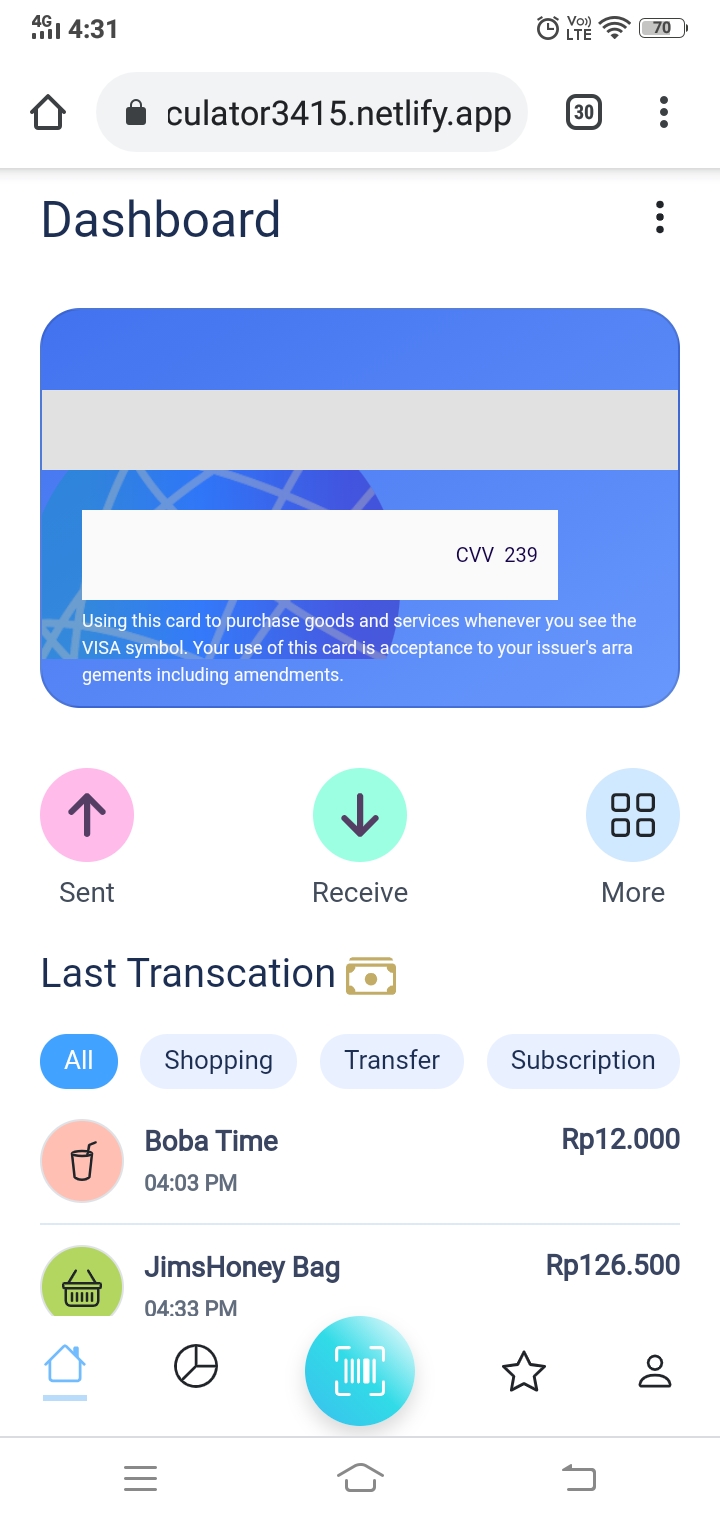 4G 4:31 Vo)) LTE 70
culator3415.netlify.app 30
Dashboard
CVV 239
Using this card to purchase goods and services whenever you see the
VISA symbol. Your use of this card is acceptance to your issuer's arra
gements including amendments.
Sent Receive More
Last Transcation
All Shopping Transfer Subscription
Boba Time Rp12.000
04:03 PM
JimsHoney Bag Rp126.500
04:33 PM